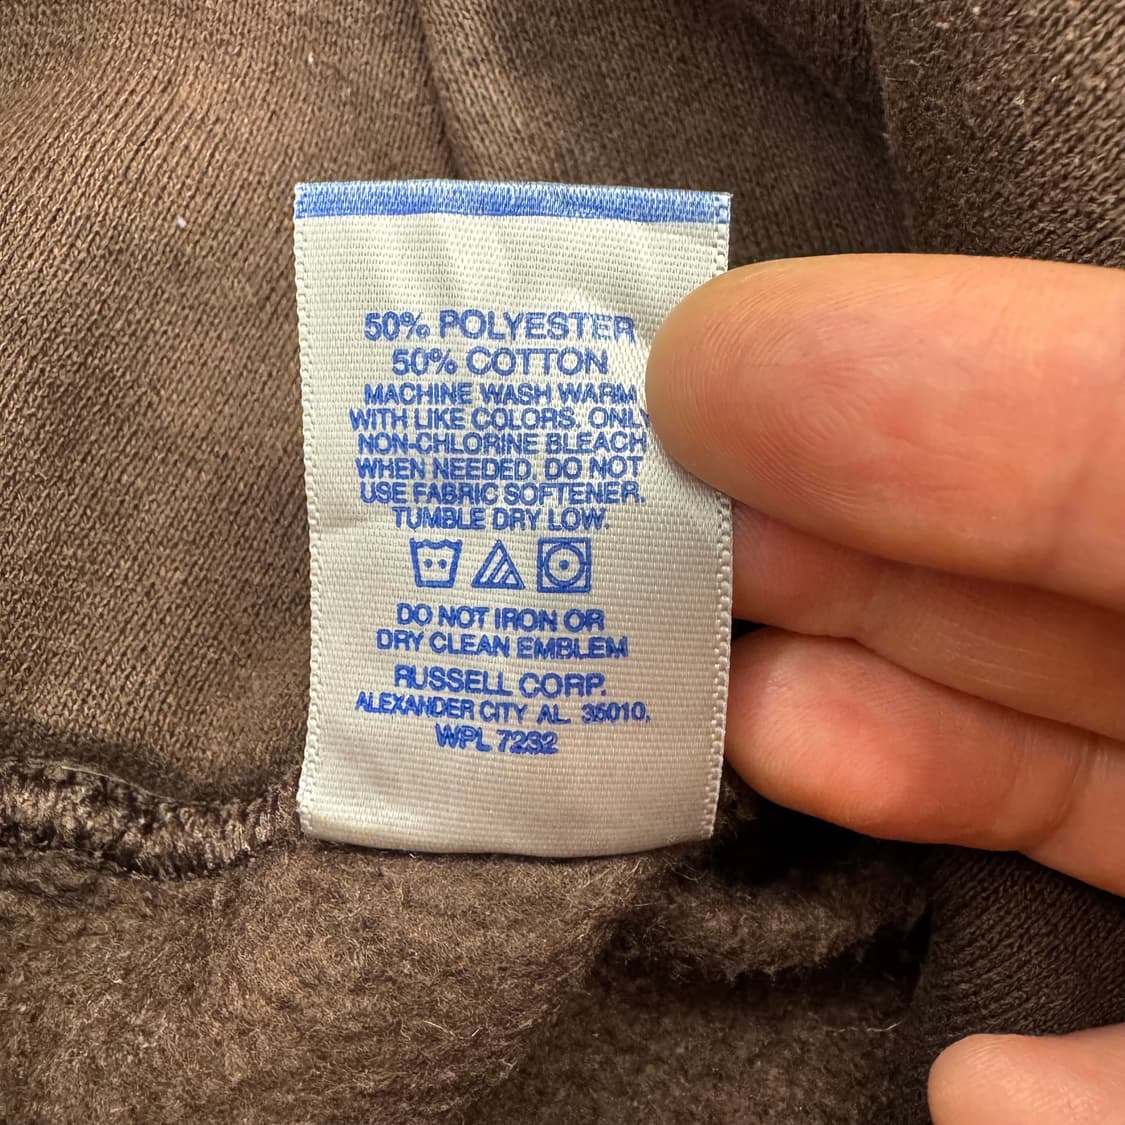 50% POLYESTER
50% COTTON
MACHINE WASH WARM
WITH LIKE COLORS. ONLY
NON-CHLORINE BLEACH
WHEN NEEDED. DO NOT
USE FABRIC SOFTENER.
TUMBLE DRY LOW.
DO NOT IRON OR
DRY CLEAN EMBLEM
RUSSELL CORP.
ALEXANDER CITY AL. 35010,
WPL 7232